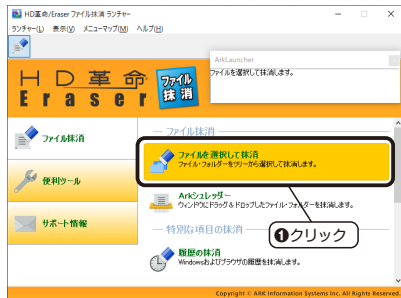 HD革命/Eraser ファイル抹消 ランチャー
ランチャー(L) 表示(V) メニューマップ(M) ヘルプ(H)
ArkLauncher
ファイルを選択して抹消します。
HD革命
Eraser
ファイル
抹消
ファイル抹消
便利ツール
サポート情報
ファイル抹消
ファイルを選択して抹消
ファイル・フォルダーをツリーから選択して抹消します。
Arkシュレッダー
ウィンドウにドラッグ&ドロップしたファイル・フォルダーを抹消します。
❶クリック
特別な項目の抹消
履歴の抹消
Windowsおよびブラウザの履歴を抹消します。
Copyright © ARK Information Systems Inc. All Rights Reserved.